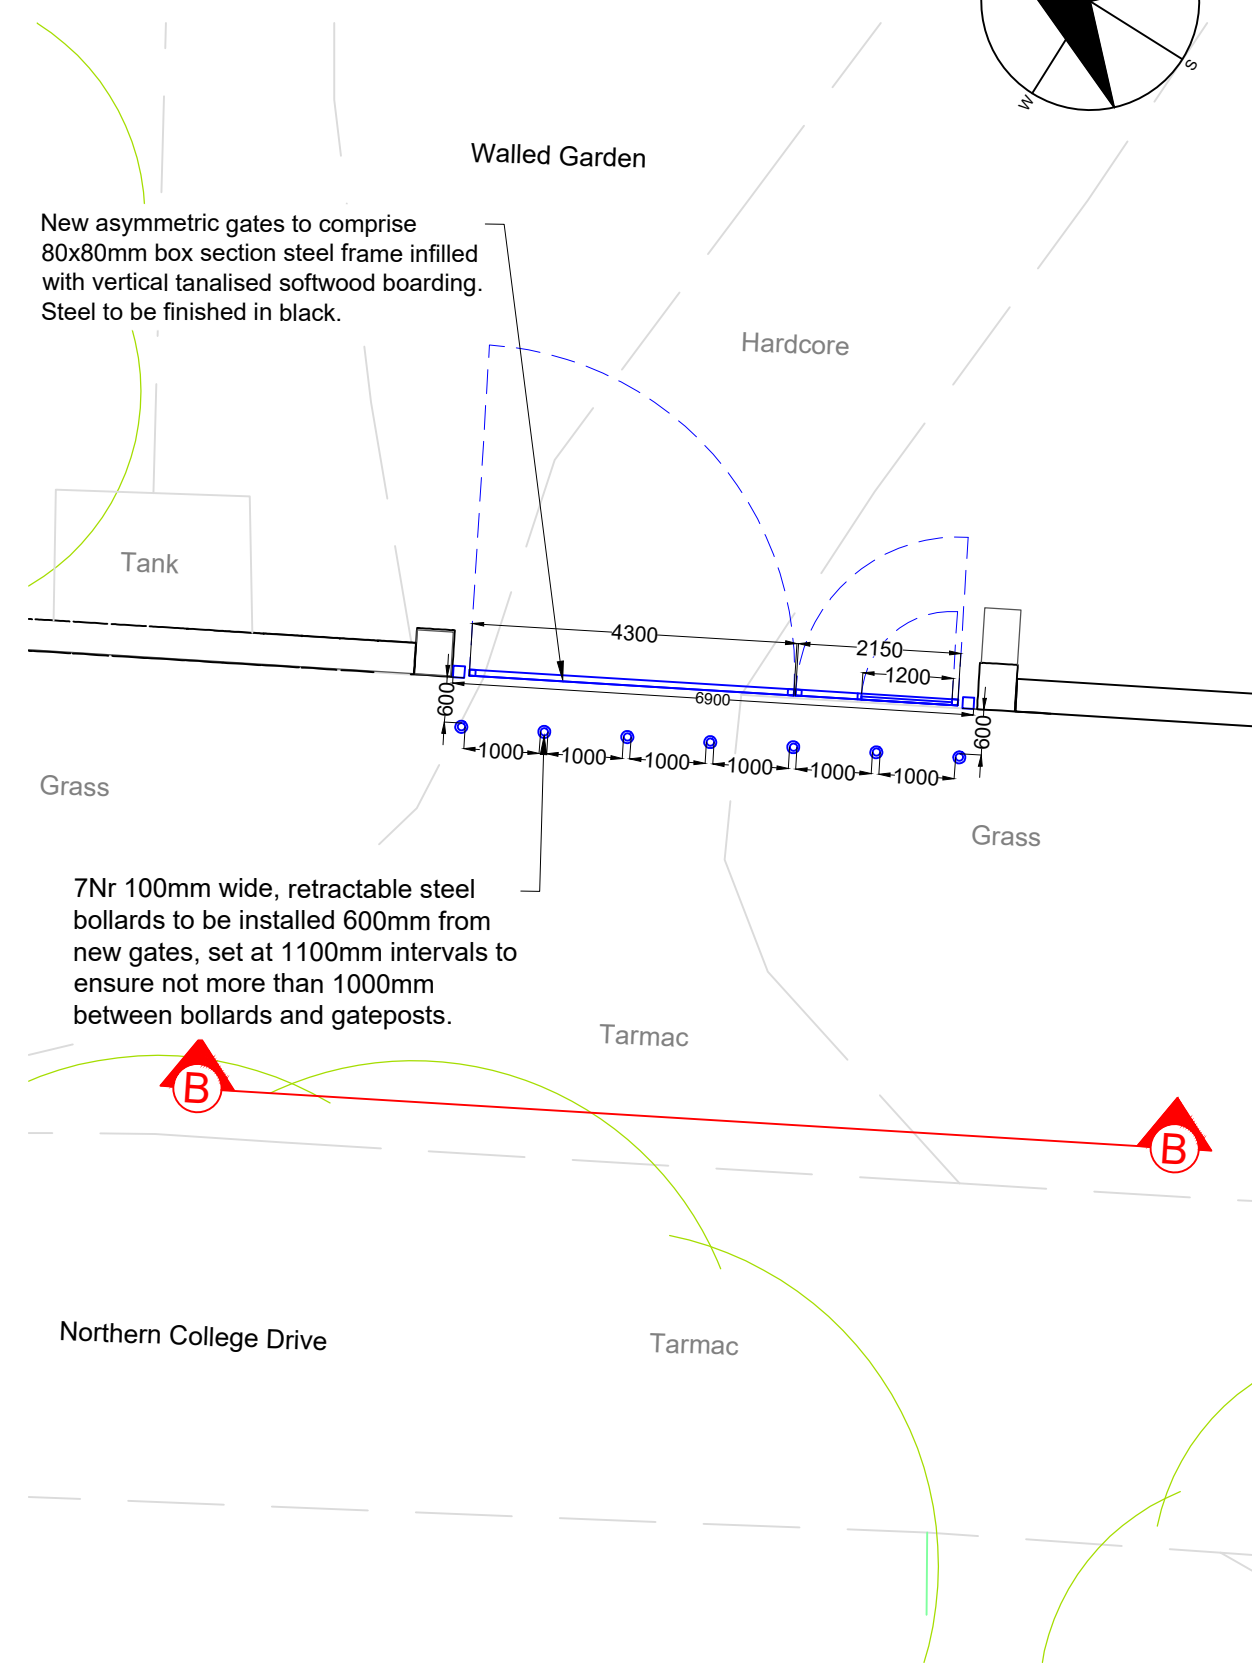 S
W
Walled Garden
New asymmetric gates to comprise
80x80mm box section steel frame infilled
with vertical tanalised softwood boarding.
Steel to be finished in black.
Hardcore
Tank
4300
2150
1200
6900
600
600
1000
1000
1000
1000
1000
1000
Grass
Grass
7Nr 100mm wide, retractable steel
bollards to be installed 600mm from
new gates, set at 1100mm intervals to
ensure not more than 1000mm
between bollards and gateposts.
Tarmac
B
B
Northern College Drive
Tarmac